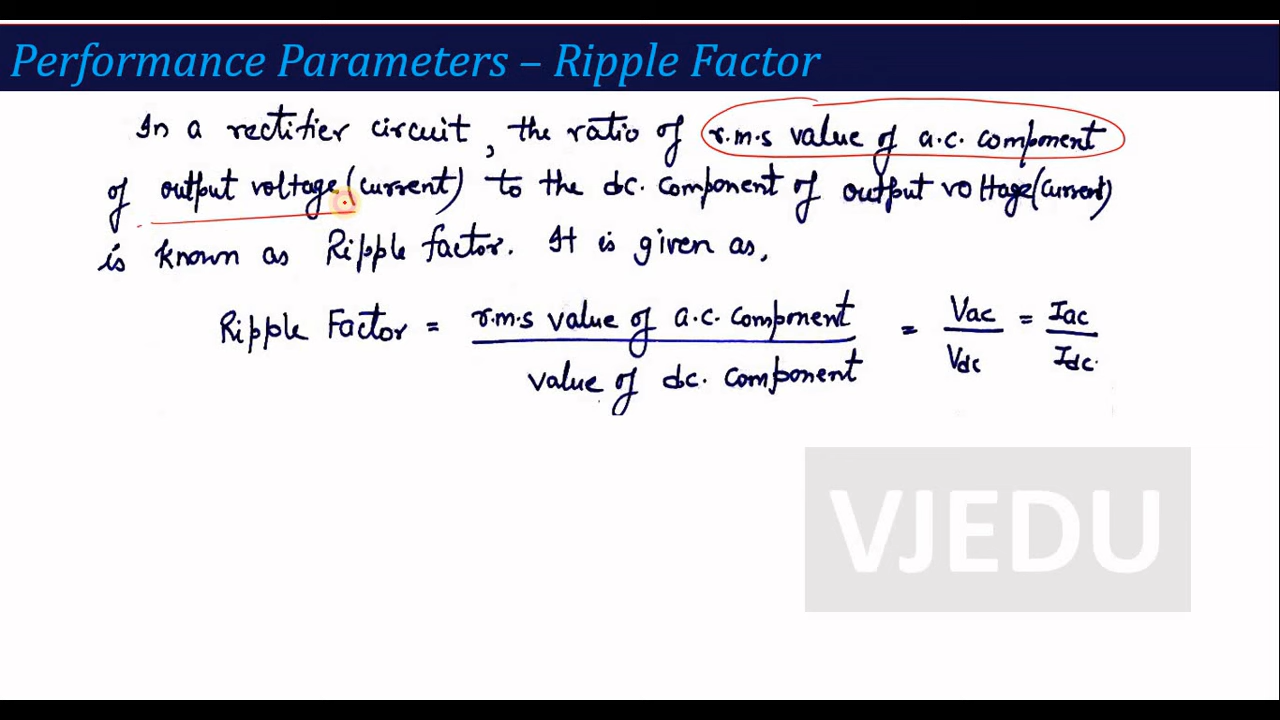 Performance Parameters – Ripple Factor
In a rectifier circuit, the ratio of r.m.s value of a.c. component
of output voltage (current) to the dc. component of output voltage (current)
is known as Ripple factor. It is given as,
Ripple Factor = r.m.s value of a.c. component / value of dc. component = Vac / Vdc = Iac / Idc.
VJEDU